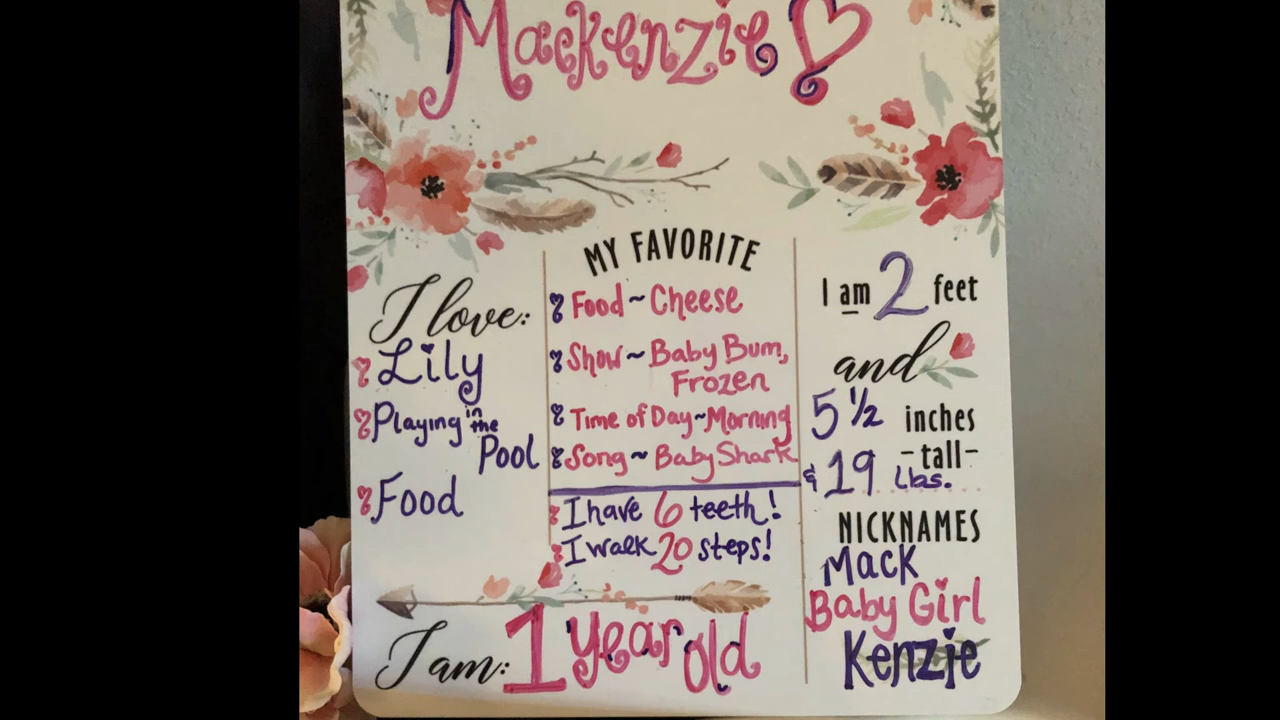 Mackenzie
I love:
Lily
Playing in the
Pool
Food
MY FAVORITE
Food ~ Cheese
Show ~ Baby Bum,
Frozen
Time of Day ~ Morning
Song ~ Baby Shark
I have 6 teeth!
I walk 20 steps!
I am 2 feet
and
5 1/2 inches
-tall-
& 19 Lbs.
NICKNAMES
Mack
Baby Girl
Kenzie
I am: 1 year old